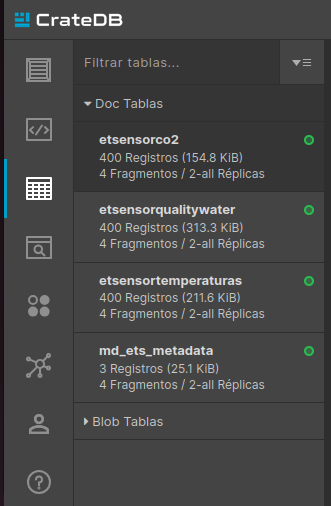 CrateDB
Filtrar tablas...
Doc Tablas
etsensorco2
400 Registros (154.8 KiB)
4 Fragmentos / 2-all Réplicas
etsensorqualitywater
400 Registros (313.3 KiB)
4 Fragmentos / 2-all Réplicas
etsensortemperaturas
400 Registros (211.6 KiB)
4 Fragmentos / 2-all Réplicas
md_ets_metadata
3 Registros (25.1 KiB)
4 Fragmentos / 2-all Réplicas
Blob Tablas